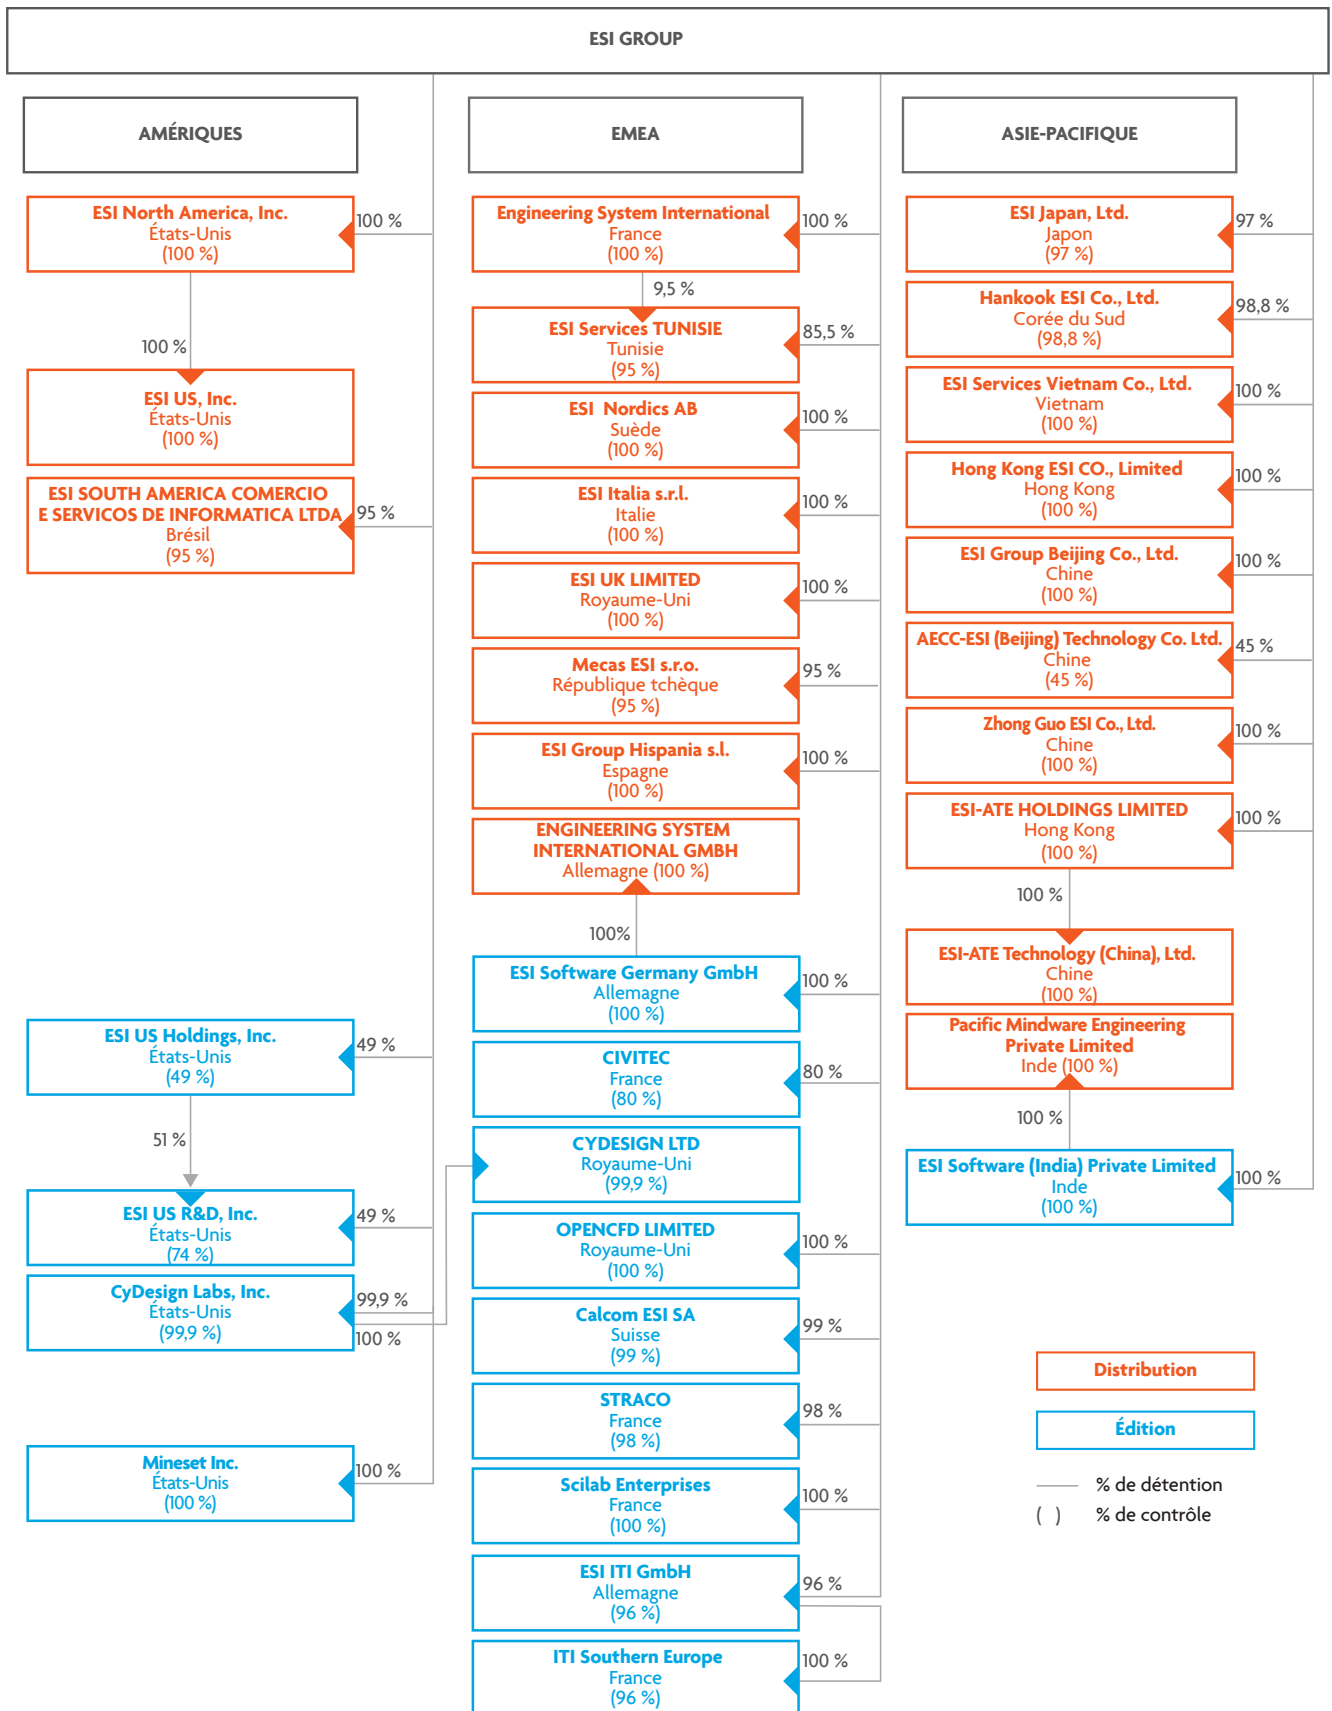 ESI GROUP
AMÉRIQUES
ESI North America, Inc.
États-Unis
(100 %)
100 %
100 %
ESI US, Inc.
États-Unis
(100 %)
ESI SOUTH AMERICA COMERCIO
E SERVICOS DE INFORMATICA LTDA
Brésil
(95 %)
95 %
ESI US Holdings, Inc.
États-Unis
(49 %)
49 %
51 %
ESI US R&D, Inc.
États-Unis
(74 %)
49 %
CyDesign Labs, Inc.
États-Unis
(99,9 %)
99,9 %
100 %
Mineset Inc.
États-Unis
(100 %)
100 %
EMEA
Engineering System International
France
(100 %)
100 %
9,5 %
ESI Services TUNISIE
Tunisie
(95 %)
85,5 %
ESI Nordics AB
Suède
(100 %)
100 %
ESI Italia s.r.l.
Italie
(100 %)
100 %
ESI UK LIMITED
Royaume-Uni
(100 %)
100 %
Mecas ESI s.r.o.
République tchèque
(95 %)
95 %
ESI Group Hispania s.l.
Espagne
(100 %)
100 %
ENGINEERING SYSTEM
INTERNATIONAL GMBH
Allemagne (100 %)
100%
ESI Software Germany GmbH
Allemagne
(100 %)
100 %
CIVITEC
France
(80 %)
80 %
CYDESIGN LTD
Royaume-Uni
(99,9 %)
OPENCFD LIMITED
Royaume-Uni
(100 %)
100 %
Calcom ESI SA
Suisse
(99 %)
99 %
STRACO
France
(98 %)
98 %
Scilab Enterprises
France
(100 %)
100 %
ESI ITI GmbH
Allemagne
(96 %)
96 %
ITI Southern Europe
France
(96 %)
100 %
ASIE-PACIFIQUE
ESI Japan, Ltd.
Japon
(97 %)
97 %
Hankook ESI Co., Ltd.
Corée du Sud
(98,8 %)
98,8 %
ESI Services Vietnam Co., Ltd.
Vietnam
(100 %)
100 %
Hong Kong ESI CO., Limited
Hong Kong
(100 %)
100 %
ESI Group Beijing Co., Ltd.
Chine
(100 %)
100 %
AECC-ESI (Beijing) Technology Co. Ltd.
Chine
(45 %)
45 %
Zhong Guo ESI Co., Ltd.
Chine
(100 %)
100 %
ESI-ATE HOLDINGS LIMITED
Hong Kong
(100 %)
100 %
100 %
ESI-ATE Technology (China), Ltd.
Chine
(100 %)
Pacific Mindware Engineering
Private Limited
Inde (100 %)
100 %
ESI Software (India) Private Limited
Inde
(100 %)
100 %
Distribution
Édition
% de détention
( ) % de contrôle